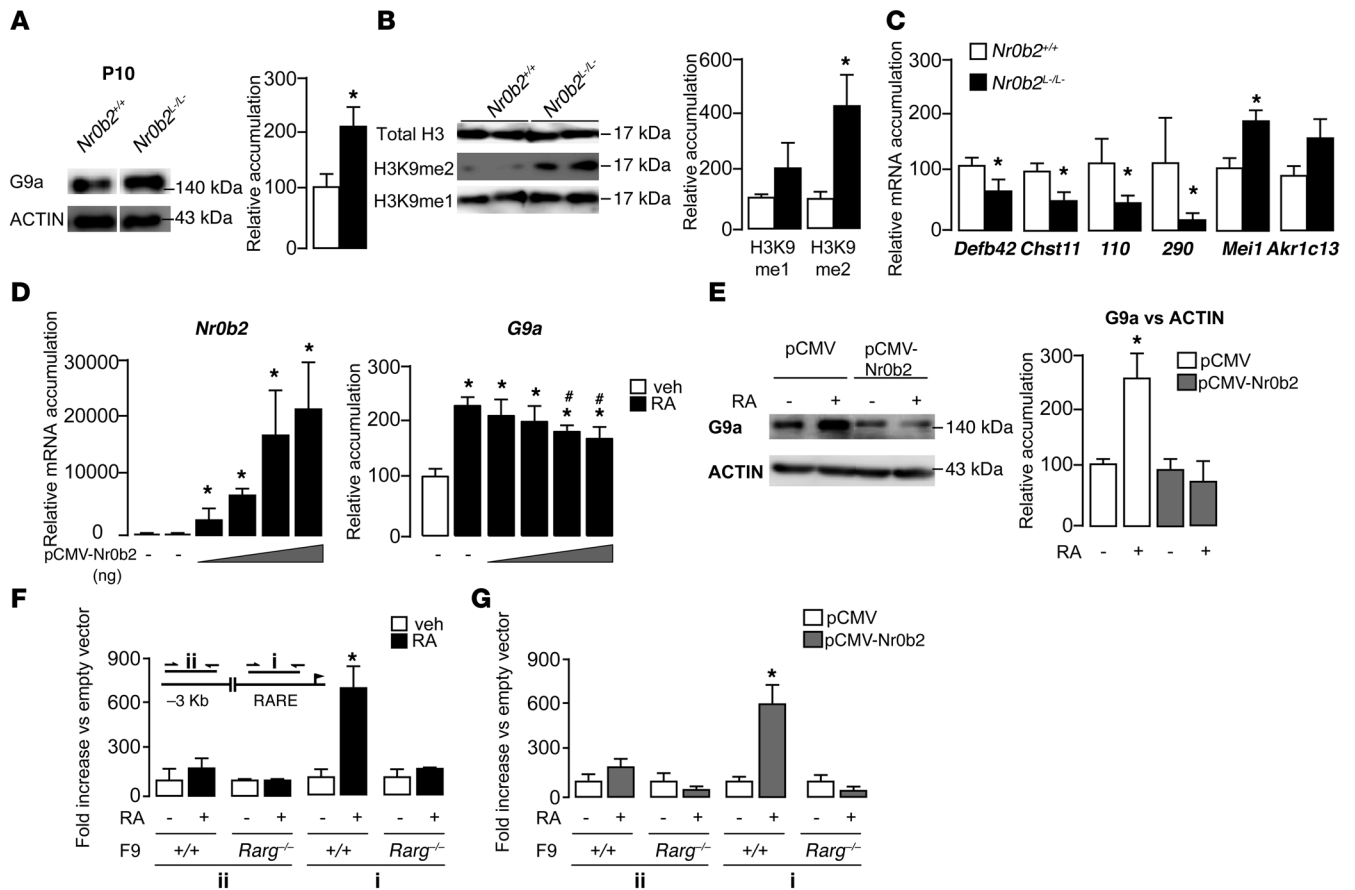 A
P10
Nr0b2+/+
Nr0b2L-/L-
G9a
140 kDa
ACTIN
43 kDa
Relative accumulation
300
200
100
0
*
B
Nr0b2+/+
Nr0b2L-/L-
Total H3
17 kDa
H3K9me2
17 kDa
H3K9me1
17 kDa
Relative accumulation
600
400
200
0
*
H3K9 H3K9
me1 me2
C
Nr0b2+/+
Nr0b2L-/L-
Relative mRNA accumulation
300
200
100
0
* * * * *
Defb42 Chst11 110 290 Mei1 Akr1c13
D
Nr0b2
Relative mRNA accumulation
30000
20000
10000
0
* * * *
pCMV-Nr0b2 - -
(ng)
G9a
Relative accumulation
300
200
100
0
# #
* * * * *
- -
veh
RA
E
pCMV pCMV-
Nr0b2
RA - + - +
G9a
140 kDa
ACTIN
43 kDa
G9a vs ACTIN
pCMV
pCMV-Nr0b2
Relative accumulation
300
200
100
0
*
RA - + - +
F
veh
RA
Fold increase vs empty vector
900
600
300
0
ii i
–3 Kb RARE
*
RA - + - + - + - +
F9 +/+ Rarg–/– +/+ Rarg–/–
ii i
G
pCMV
pCMV-Nr0b2
Fold increase vs empty vector
900
600
300
0
*
RA - + - + - + - +
F9 +/+ Rarg–/– +/+ Rarg–/–
ii i